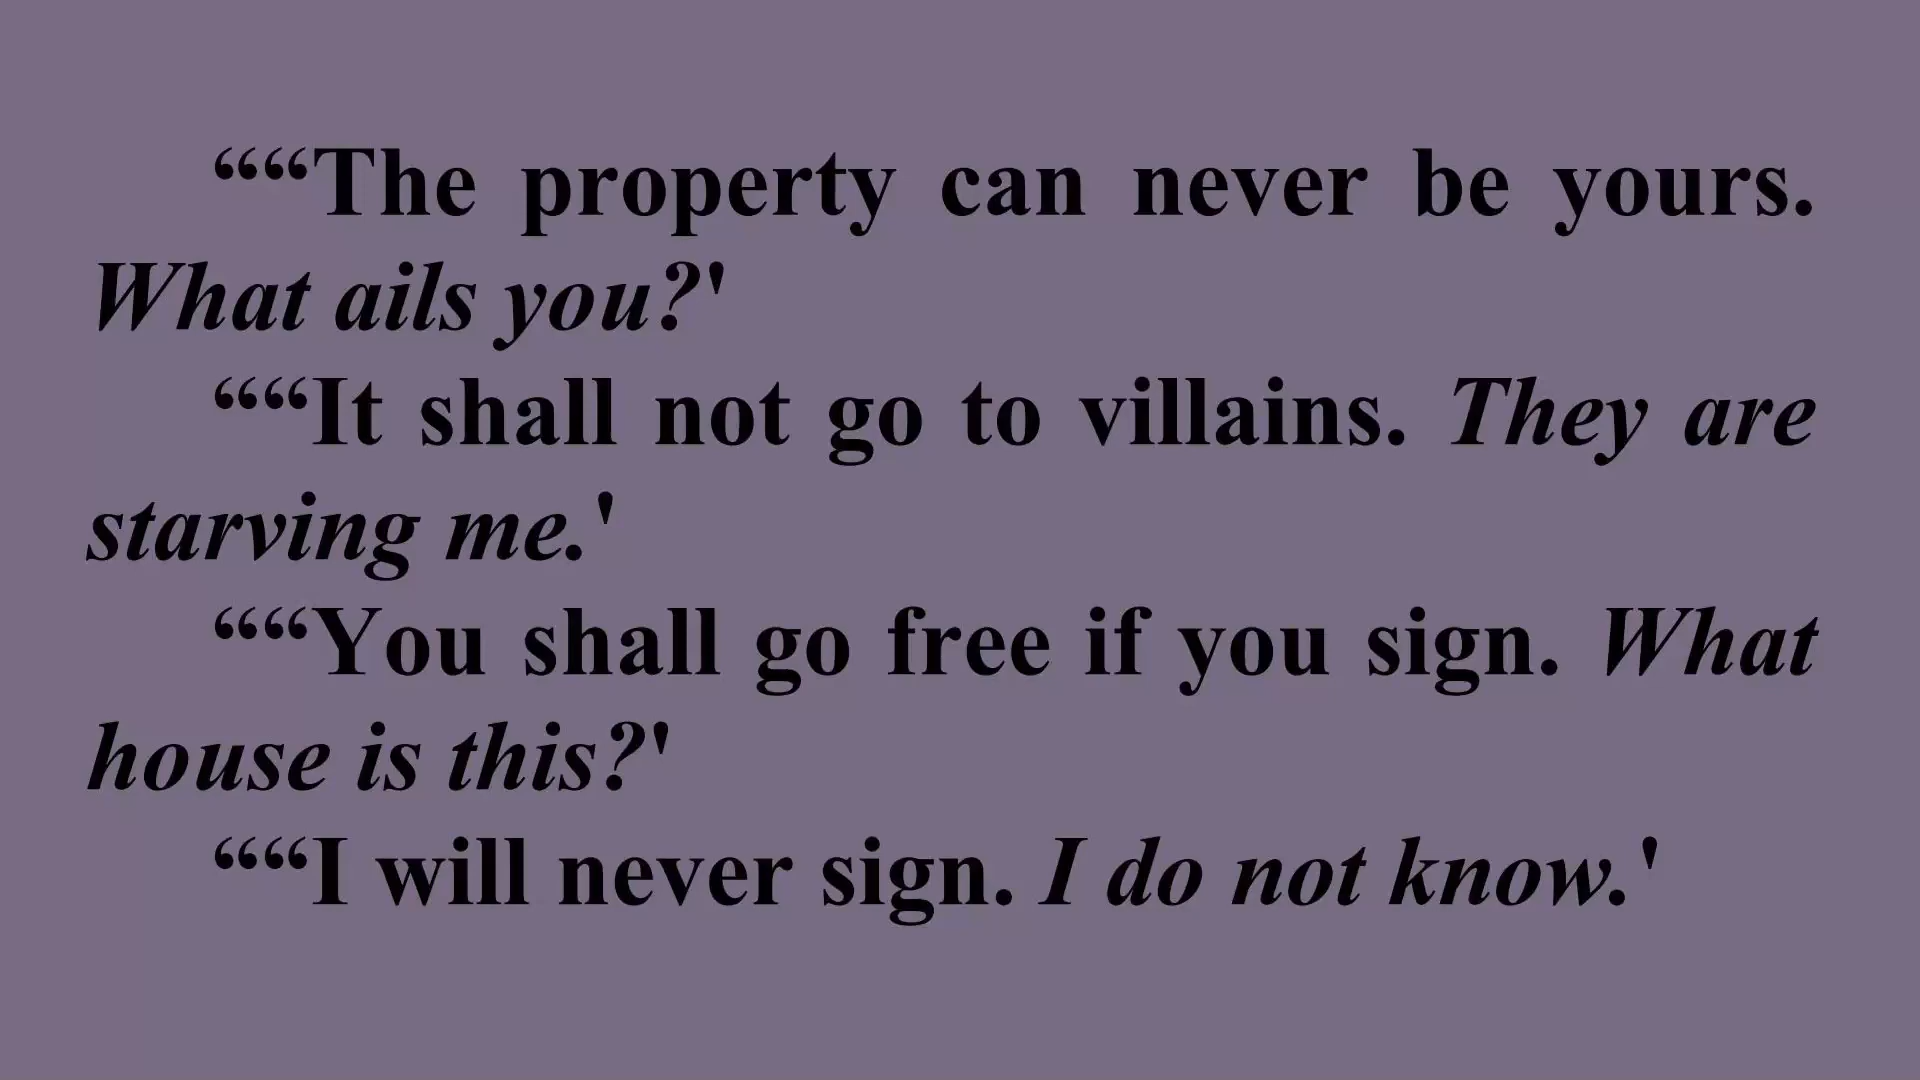 ““‘The property can never be yours.
What ails you?'
““‘It shall not go to villains. They are
starving me.'
““‘You shall go free if you sign. What
house is this?'
““‘I will never sign. I do not know.'